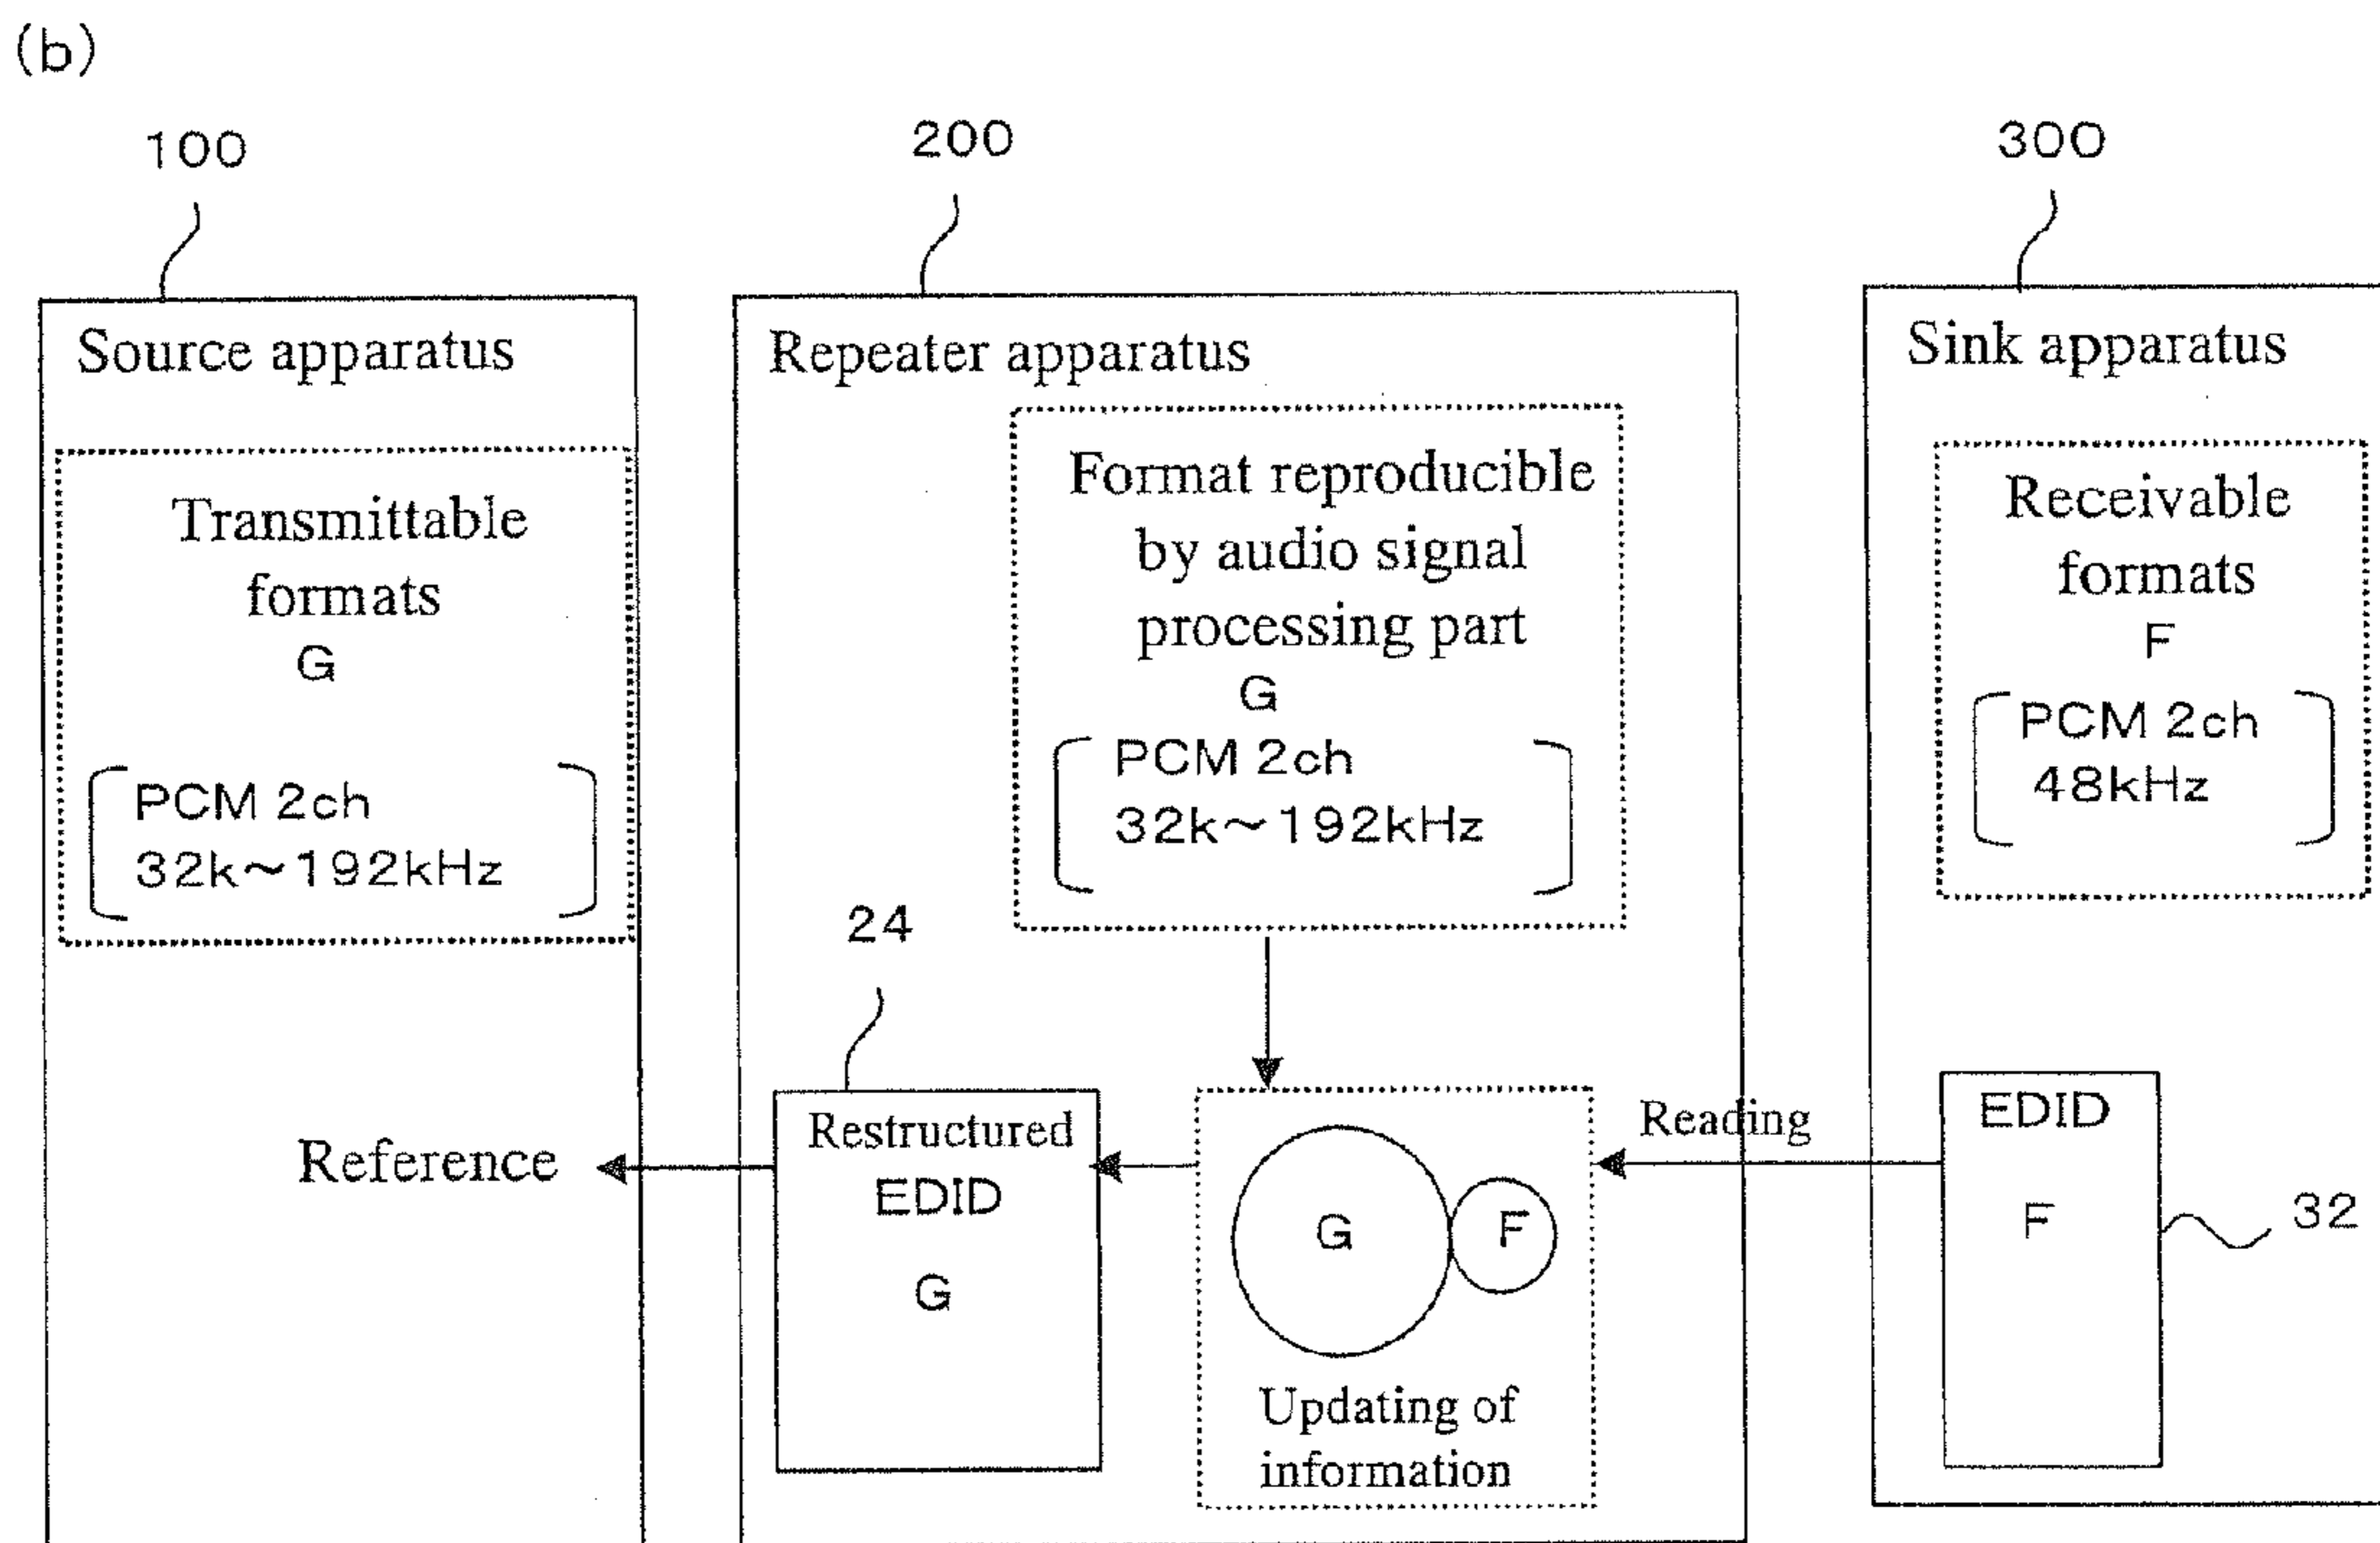 (b)
100
200
300
Source apparatus
Repeater apparatus
Sink apparatus
Transmittable
formats
G
PCM 2ch
32k~192kHz
Format reproducible
by audio signal
processing part
G
PCM 2ch
32k~192kHz
Receivable
formats
F
PCM 2ch
48kHz
24
Reference
Restructured
EDID
G
G
F
Updating of
information
Reading
EDID
F
32